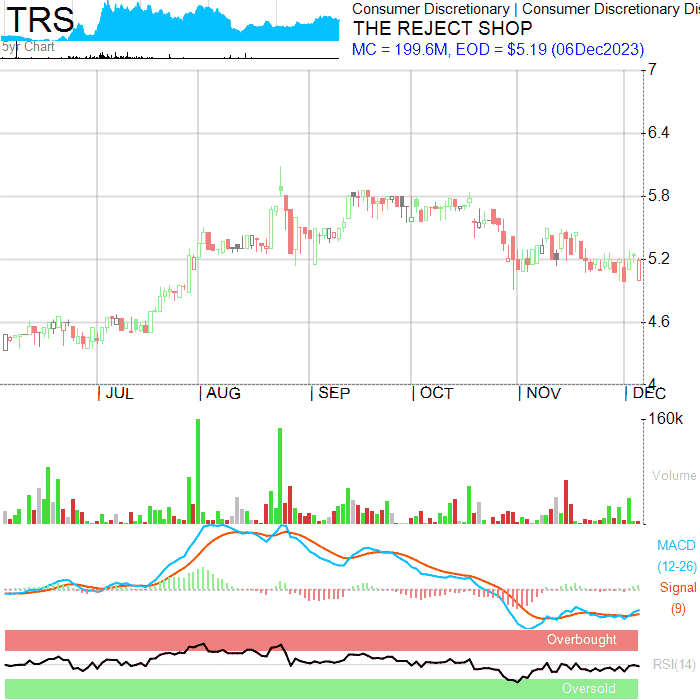 TRS
5yr Chart
Consumer Discretionary | Consumer Discretionary Dis
THE REJECT SHOP
MC = 199.6M, EOD = $5.19 (06Dec2023)
7
6.4
5.8
5.2
4.6
4
JUL
AUG
SEP
OCT
NOV
DEC
160k
Volume
MACD
(12-26)
Signal
(9)
Overbought
RSI(14)
Oversold